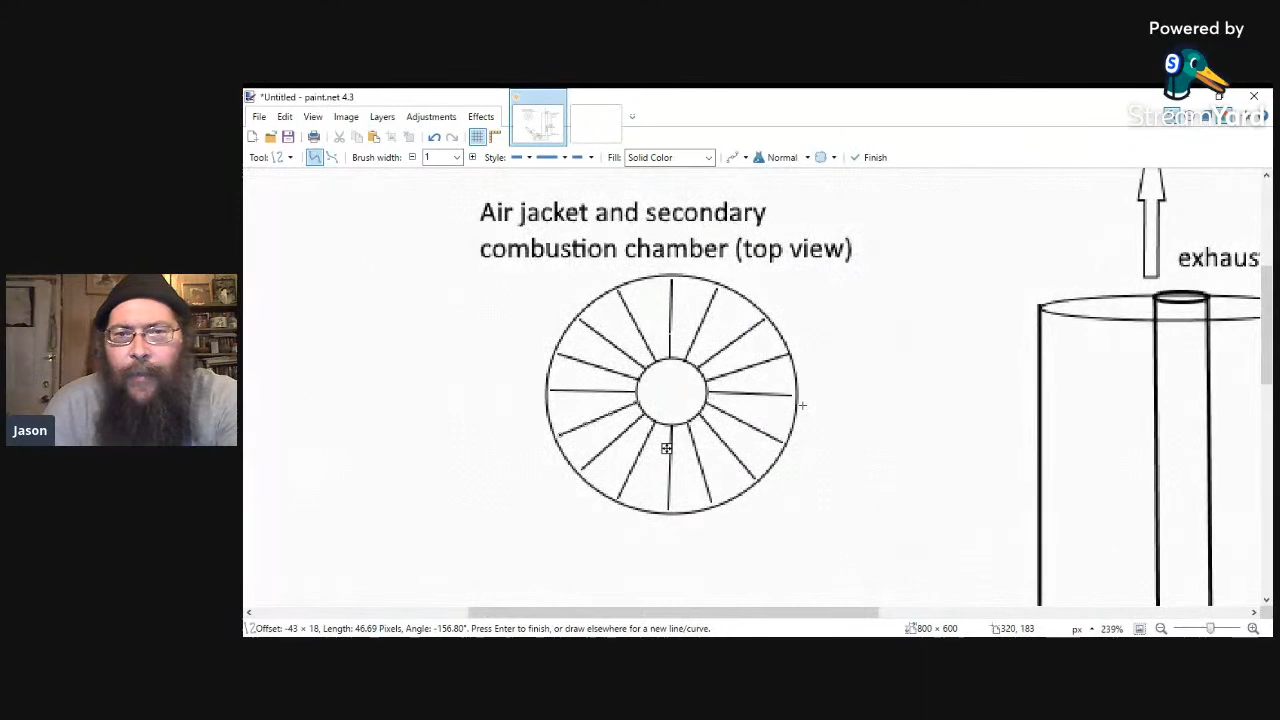 Powered by
StreamYard
*Untitled - paint.net 4.3
File Edit View Image Layers Adjustments Effects
Tool: Brush width: 1 Style: Fill: Solid Color Normal Finish
Air jacket and secondary
combustion chamber (top view)
exhaus
Jason
Offset: -43 × 18, Length: 46.69 Pixels, Angle: -156.80°. Press Enter to finish, or draw elsewhere for a new line/curve.
800 × 600
320, 183
px
239%